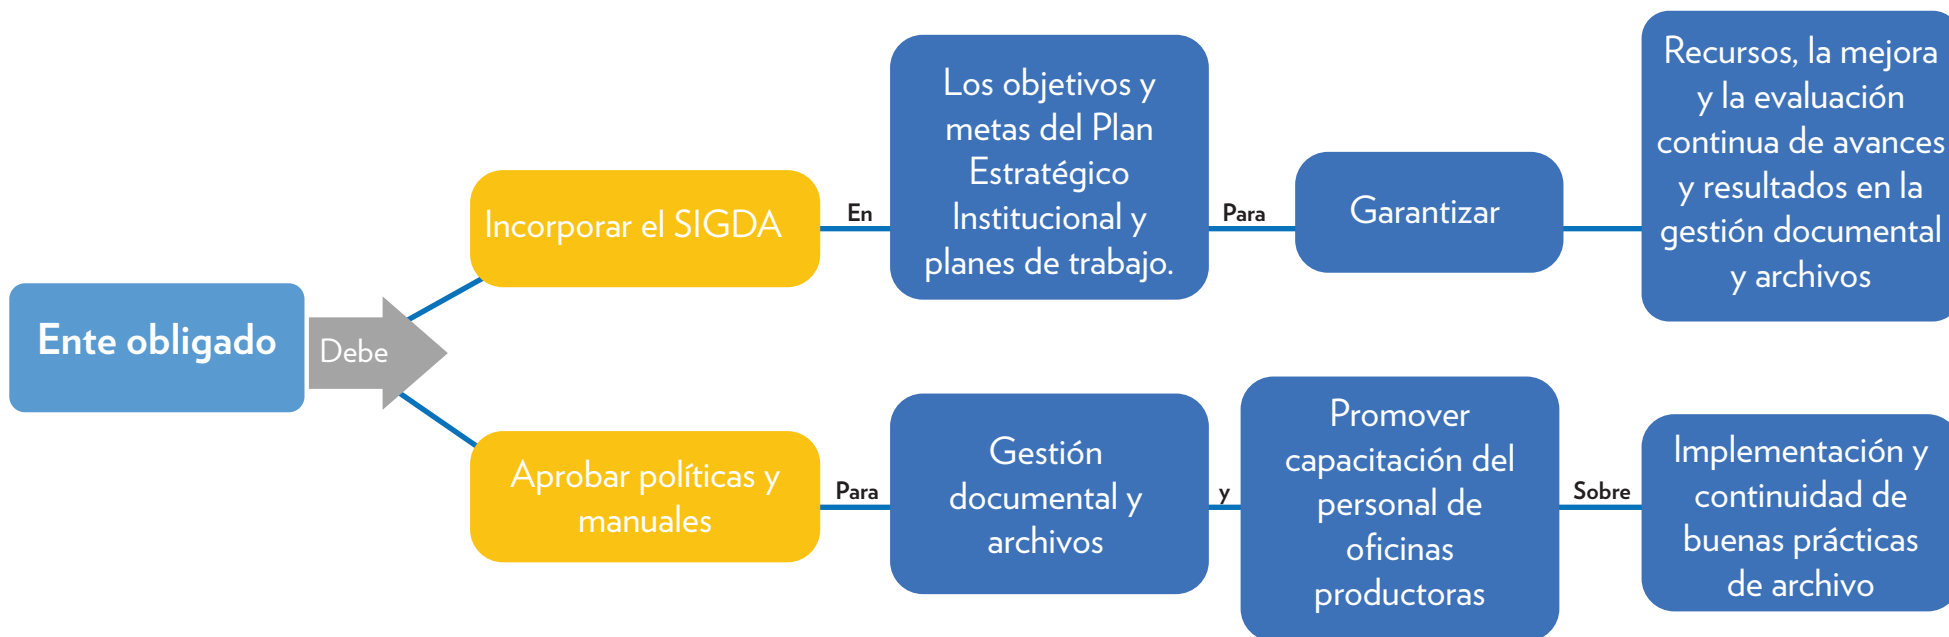 Ente obligado
Debe
Incorporar el SIGDA
En
Los objetivos y
metas del Plan
Estratégico
Institucional y
planes de trabajo.
Para
Garantizar
Recursos, la mejora
y la evaluación
continua de avances
y resultados en la
gestión documental
y archivos
Aprobar políticas y
manuales
Para
Gestión
documental y
archivos
y
Promover
capacitación del
personal de
oficinas
productoras
Sobre
Implementación y
continuidad de
buenas prácticas
de archivo